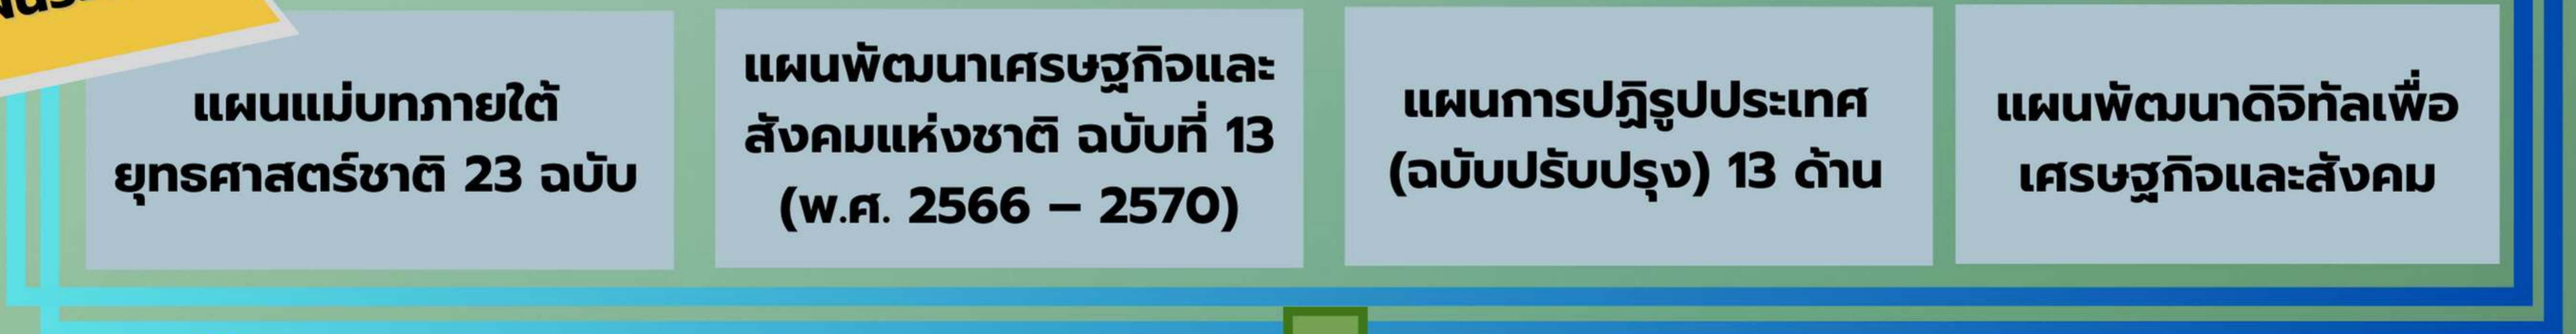 แผนแม่บทภายใต้
ยุทธศาสตร์ชาติ 23 ฉบับ
แผนพัฒนาเศรษฐกิจและ
สังคมแห่งชาติ ฉบับที่ 13
(พ.ศ. 2566 – 2570)
แผนการปฏิรูปประเทศ
(ฉบับปรับปรุง) 13 ด้าน
แผนพัฒนาดิจิทัลเพื่อ
เศรษฐกิจและสังคม